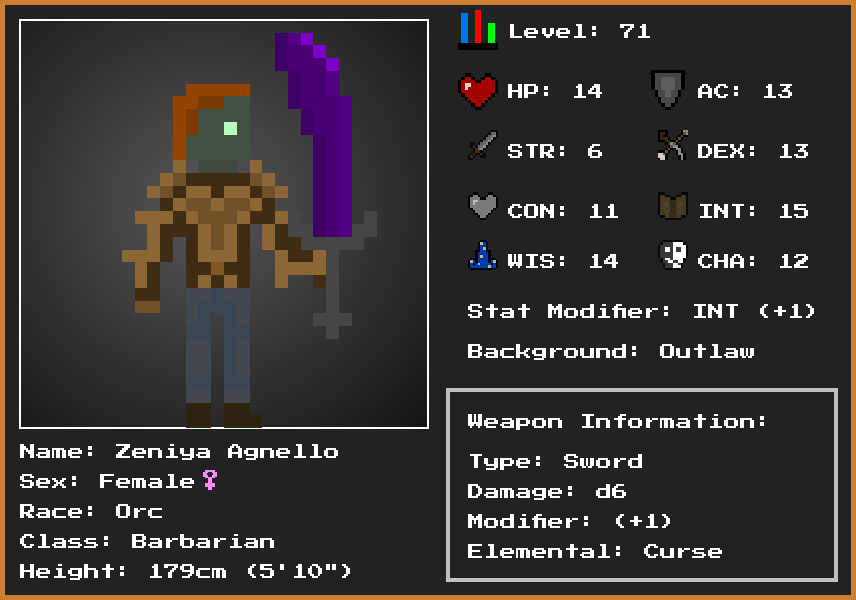 Level: 71
HP: 14
AC: 13
STR: 6
DEX: 13
CON: 11
INT: 15
WIS: 14
CHA: 12
Stat Modifier: INT (+1)
Background: Outlaw
Weapon Information:
Type: Sword
Damage: d6
Modifier: (+1)
Elemental: Curse
Name: Zeniya Agnello
Sex: Female♀
Race: Orc
Class: Barbarian
Height: 179cm (5'10")